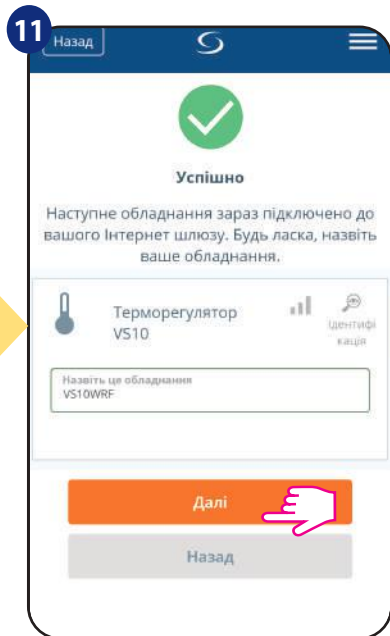 11
Назад
Успішно
Наступне обладнання зараз підключено до
вашого Інтернет шлюзу. Будь ласка, назвіть
ваше обладнання.
Терморегулятор
VS10
Ідентифі
кація
Назвіть це обладнання
VS10WRF
Далі
Назад